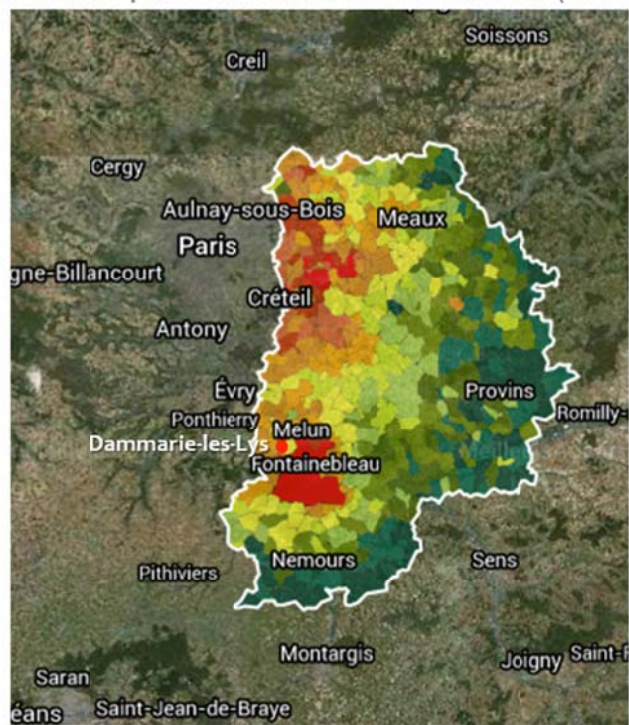 Soissons
Creil
Cergy
Aulnay-sous-Bois
Meaux
Paris
gne-Billancourt
Créteil
Antony
Évry
Provins
Ponthierry
Romilly-
Melun
Dammarie-les-Lys
Fontainebleau
Nemours
Sens
Pithiviers
Montargis
Joigny
Saint-F
Saran
éans
Saint-Jean-de-Braye